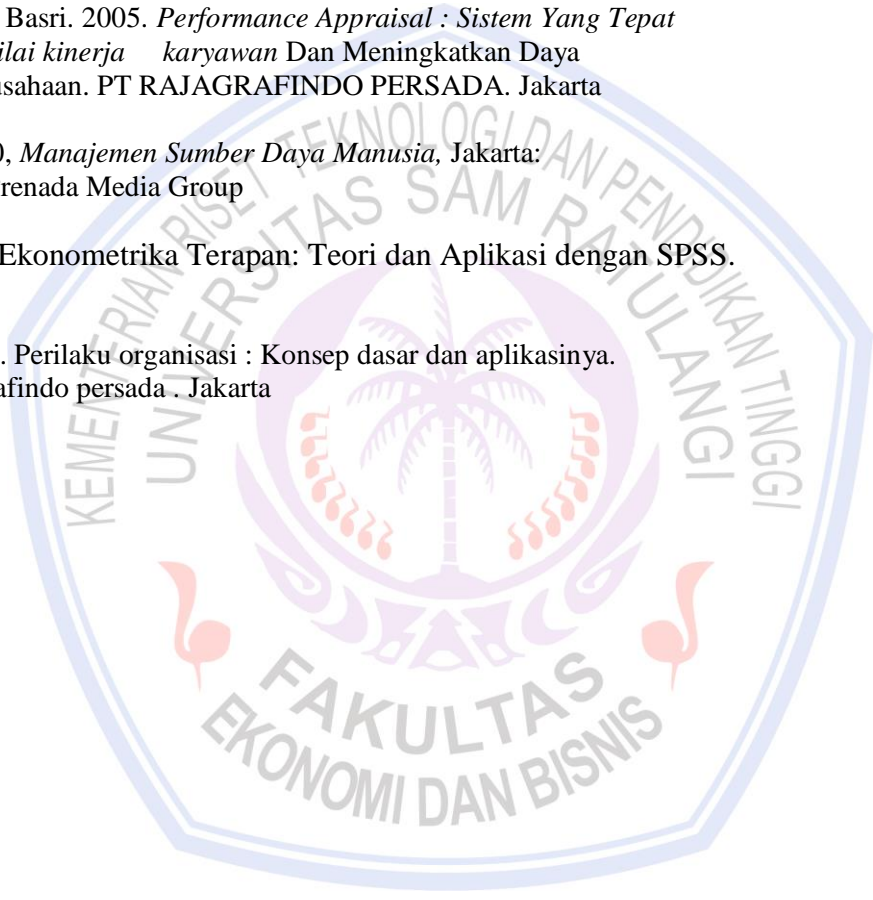 Basri. 2005. Performance Appraisal : Sistem Yang Tepat
ilai kinerja karyawan Dan Meningkatkan Daya
usahaan. PT RAJAGRAFINDO PERSADA. Jakarta
0, Manajemen Sumber Daya Manusia, Jakarta:
renada Media Group
Ekonometrika Terapan: Teori dan Aplikasi dengan SPSS.
. Perilaku organisasi : Konsep dasar dan aplikasinya.
afindo persada . Jakarta
KEMENTERIAN RISET TEKNOLOGI DAN PENDIDIKAN TINGGI
UNIVERSITAS SAM RATULANGI
FAKULTAS
EKONOMI DAN BISNIS